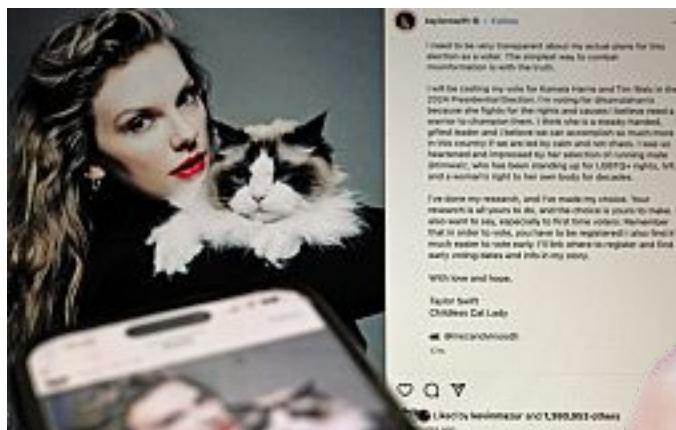 taylorswift · Follow
I need to be very transparent about my actual plans for this
election as a voter. The simplest way to combat
misinformation is with the truth.
I will be casting my vote for Kamala Harris and Tim Walz in the
2024 Presidential Election. I'm voting for @kamalaharris
because she fights for the rights and causes I believe need a
warrior to champion them. I think she is a steady-handed,
gifted leader and I believe we can accomplish so much more
in this country if we are led by calm and not chaos. I was so
heartened and impressed by her selection of running mate
@timwalz, who has been standing up for LGBTQ+ rights, IVF,
and a woman's right to her own body for decades.
I've done my research, and I've made my choice. Your
research is all yours to do, and the choice is yours to make. I
also want to say, especially to first time voters: Remember
that in order to vote, you have to be registered! I also find it
much easier to vote early. I'll link where to register and find
early voting dates and info in my story.
With love and hope,
Taylor Swift
Childless Cat Lady
Liked by kevinmazur and others